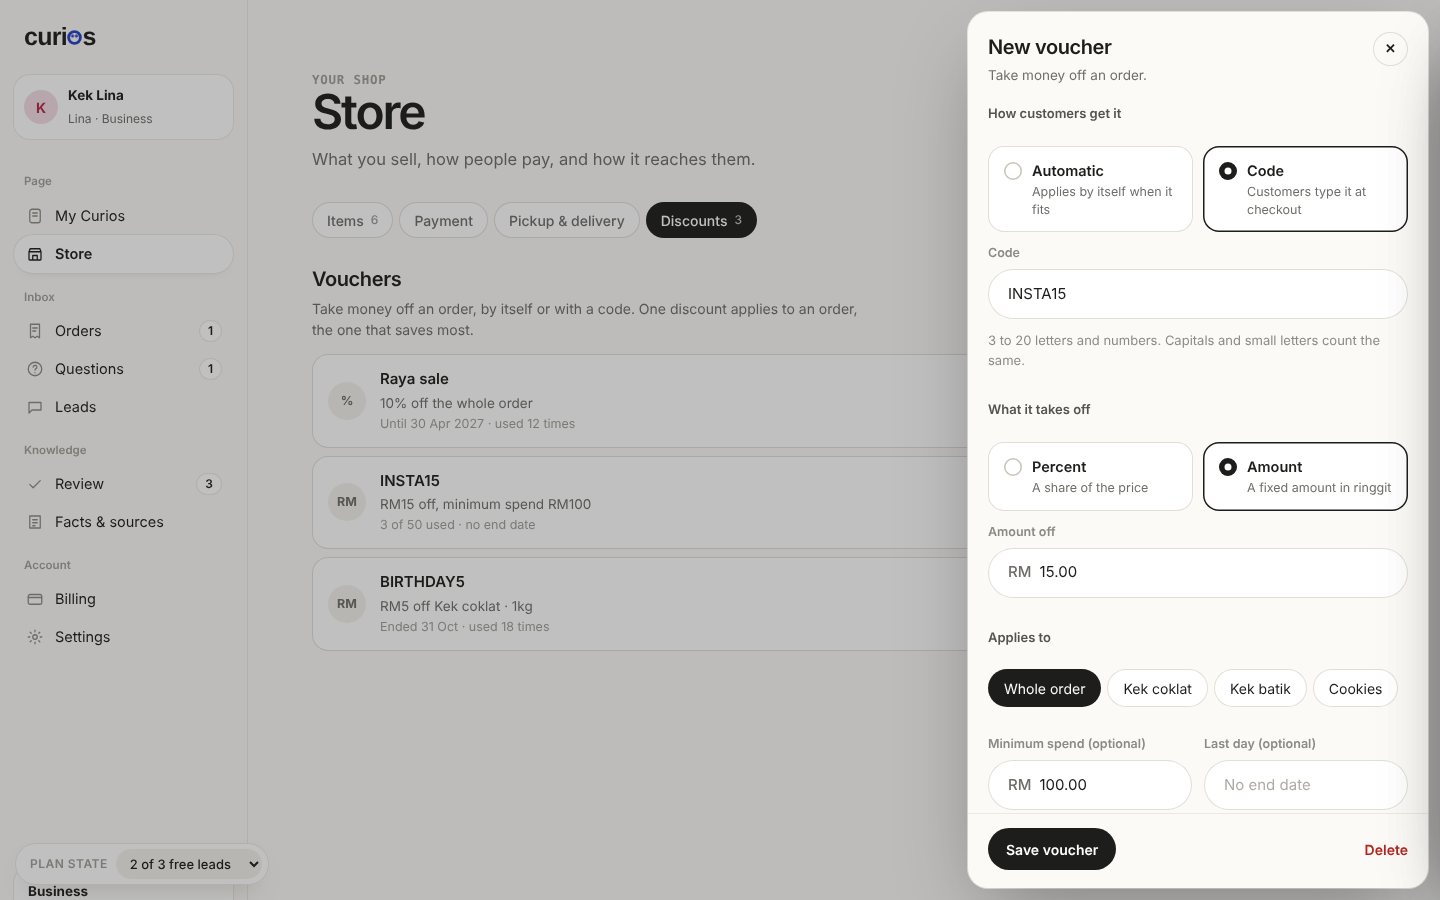 curios
K
Kek Lina
Lina · Business
Page
My Curios
Store
Inbox
Orders 1
Questions 1
Leads
Knowledge
Review 3
Facts & sources
Account
Billing
Settings
PLAN STATE 2 of 3 free leads
Business
YOUR SHOP
Store
What you sell, how people pay, and how it reaches them.
Items 6 Payment Pickup & delivery Discounts 3
Vouchers
Take money off an order, by itself or with a code. One discount applies to an order,
the one that saves most.
%
Raya sale
10% off the whole order
Until 30 Apr 2027 · used 12 times
RM
INSTA15
RM15 off, minimum spend RM100
3 of 50 used · no end date
RM
BIRTHDAY5
RM5 off Kek coklat · 1kg
Ended 31 Oct · used 18 times
New voucher
Take money off an order.
How customers get it
Automatic
Applies by itself when it
fits
Code
Customers type it at
checkout
Code
INSTA15
3 to 20 letters and numbers. Capitals and small letters count the
same.
What it takes off
Percent
A share of the price
Amount
A fixed amount in ringgit
Amount off
RM 15.00
Applies to
Whole order Kek coklat Kek batik Cookies
Minimum spend (optional) Last day (optional)
RM 100.00 No end date
Save voucher Delete